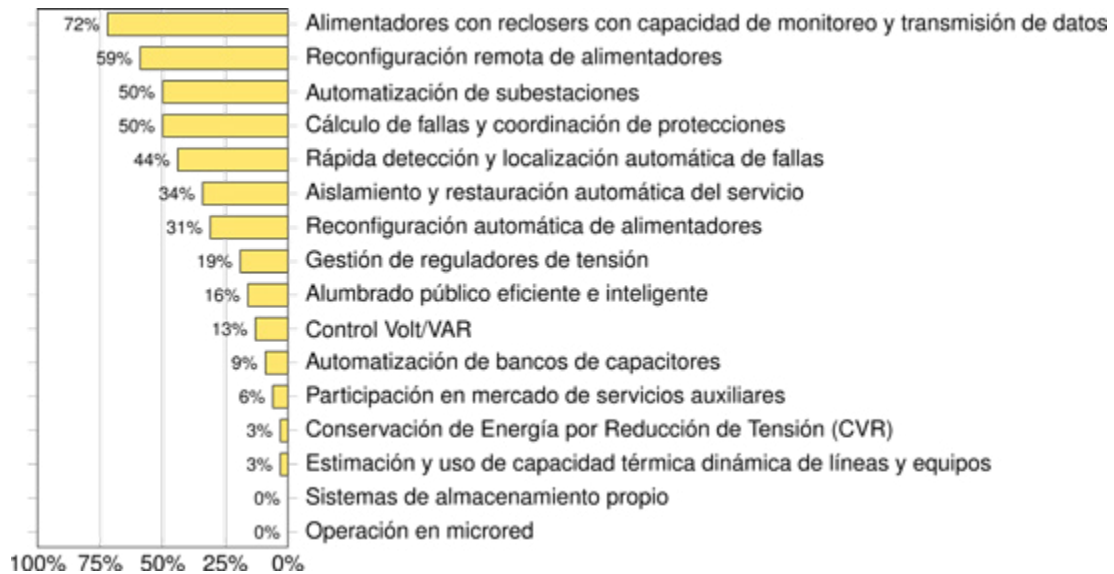 72% Alimentadores con reclosers con capacidad de monitoreo y transmisión de datos
59% Reconfiguración remota de alimentadores
50% Automatización de subestaciones
50% Cálculo de fallas y coordinación de protecciones
44% Rápida detección y localización automática de fallas
34% Aislamiento y restauración automática del servicio
31% Reconfiguración automática de alimentadores
19% Gestión de reguladores de tensión
16% Alumbrado público eficiente e inteligente
13% Control Volt/VAR
9% Automatización de bancos de capacitores
6% Participación en mercado de servicios auxiliares
3% Conservación de Energía por Reducción de Tensión (CVR)
3% Estimación y uso de capacidad térmica dinámica de líneas y equipos
0% Sistemas de almacenamiento propio
0% Operación en microred
100% 75% 50% 25% 0%